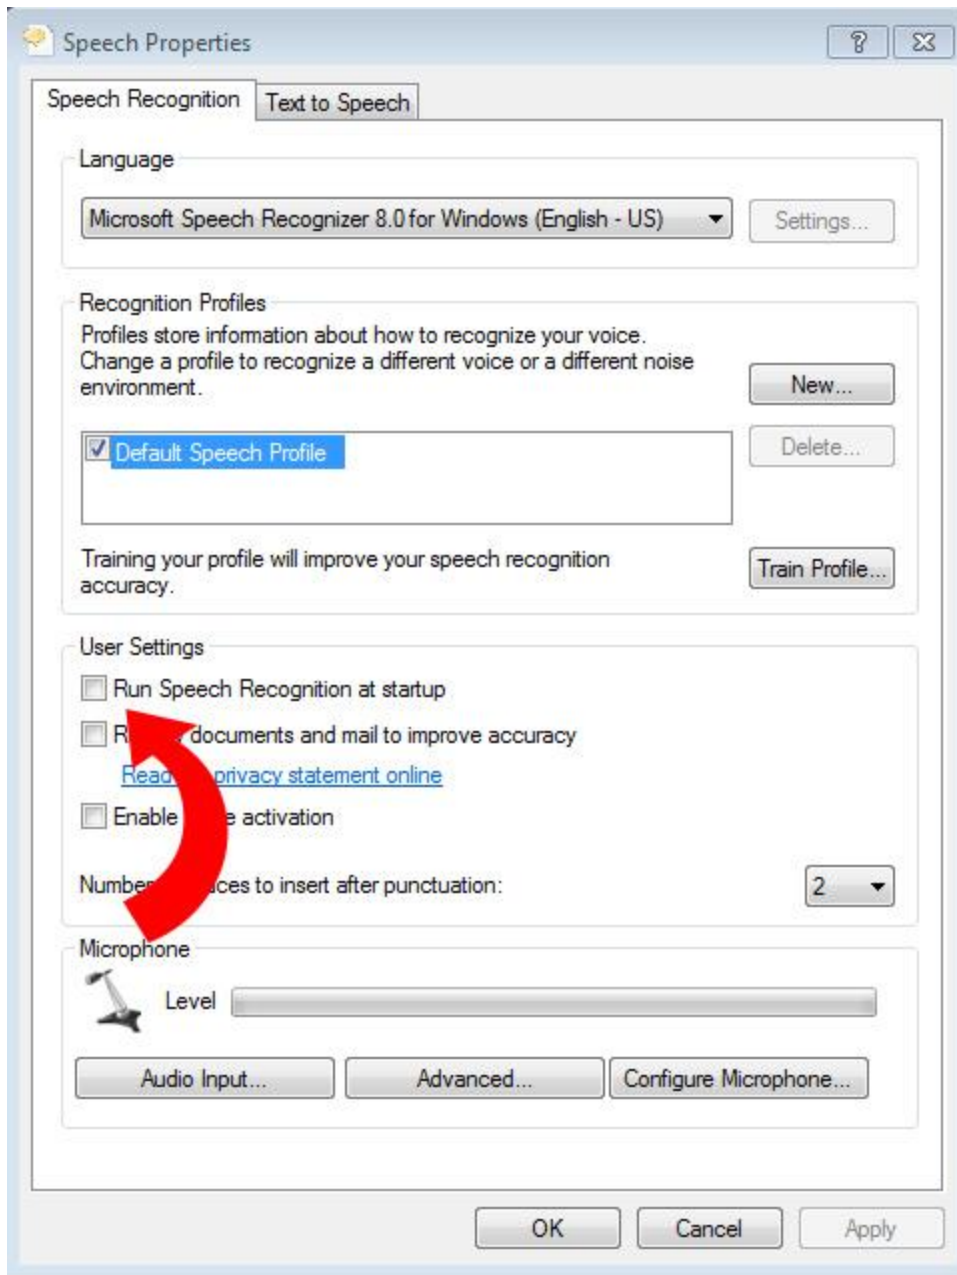 Speech Properties
Speech Recognition
Text to Speech
Language
Microsoft Speech Recognizer 8.0 for Windows (English - US)
Settings...
Recognition Profiles
Profiles store information about how to recognize your voice.
Change a profile to recognize a different voice or a different noise
environment.
New...
Default Speech Profile
Delete...
Training your profile will improve your speech recognition
accuracy.
Train Profile...
User Settings
Run Speech Recognition at startup
documents and mail to improve accuracy
Read privacy statement online
Enable activation
Number to insert after punctuation:
2
Microphone
Level
Audio Input...
Advanced...
Configure Microphone...
OK
Cancel
Apply